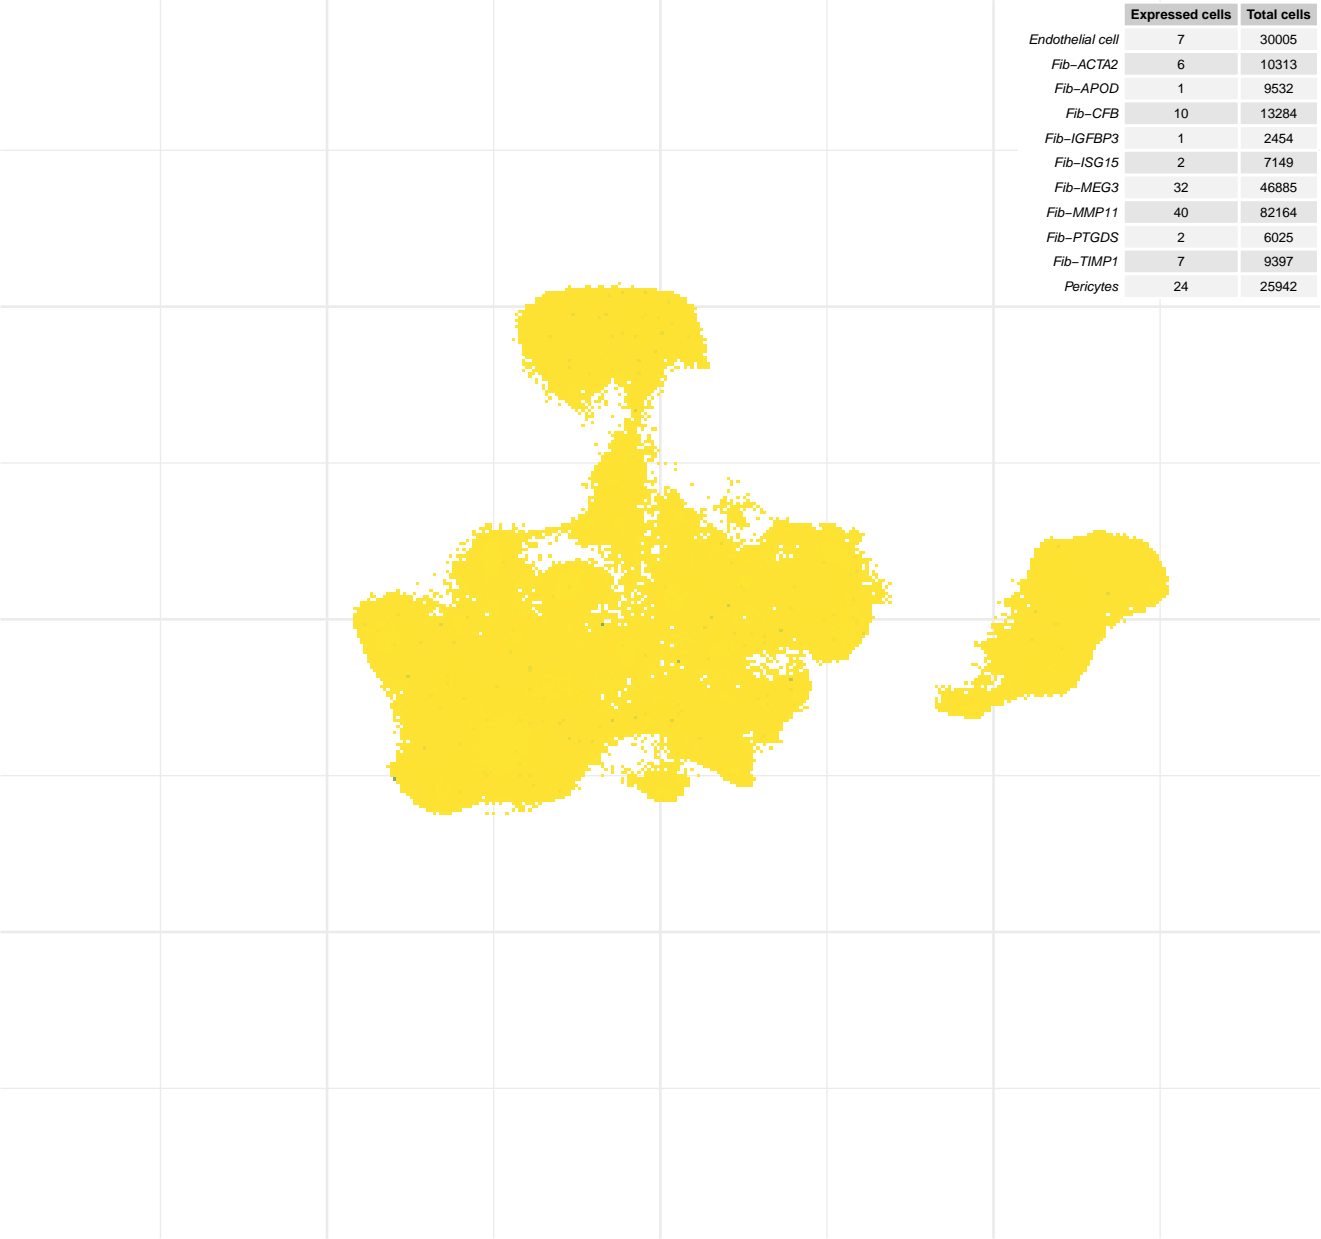 Expressed cells Total cells
Endothelial cell 7 30005
Fib−ACTA2 6 10313
Fib−APOD 1 9532
Fib−CFB 10 13284
Fib−IGFBP3 1 2454
Fib−ISG15 2 7149
Fib−MEG3 32 46885
Fib−MMP11 40 82164
Fib−PTGDS 2 6025
Fib−TIMP1 7 9397
Pericytes 24 25942